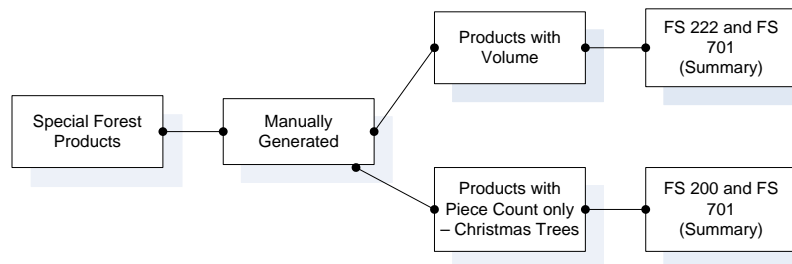 Special Forest
Products
Manually
Generated
Products with
Volume
FS 222 and FS
701
(Summary)
Products with
Piece Count only
– Christmas Trees
FS 200 and FS
701
(Summary)